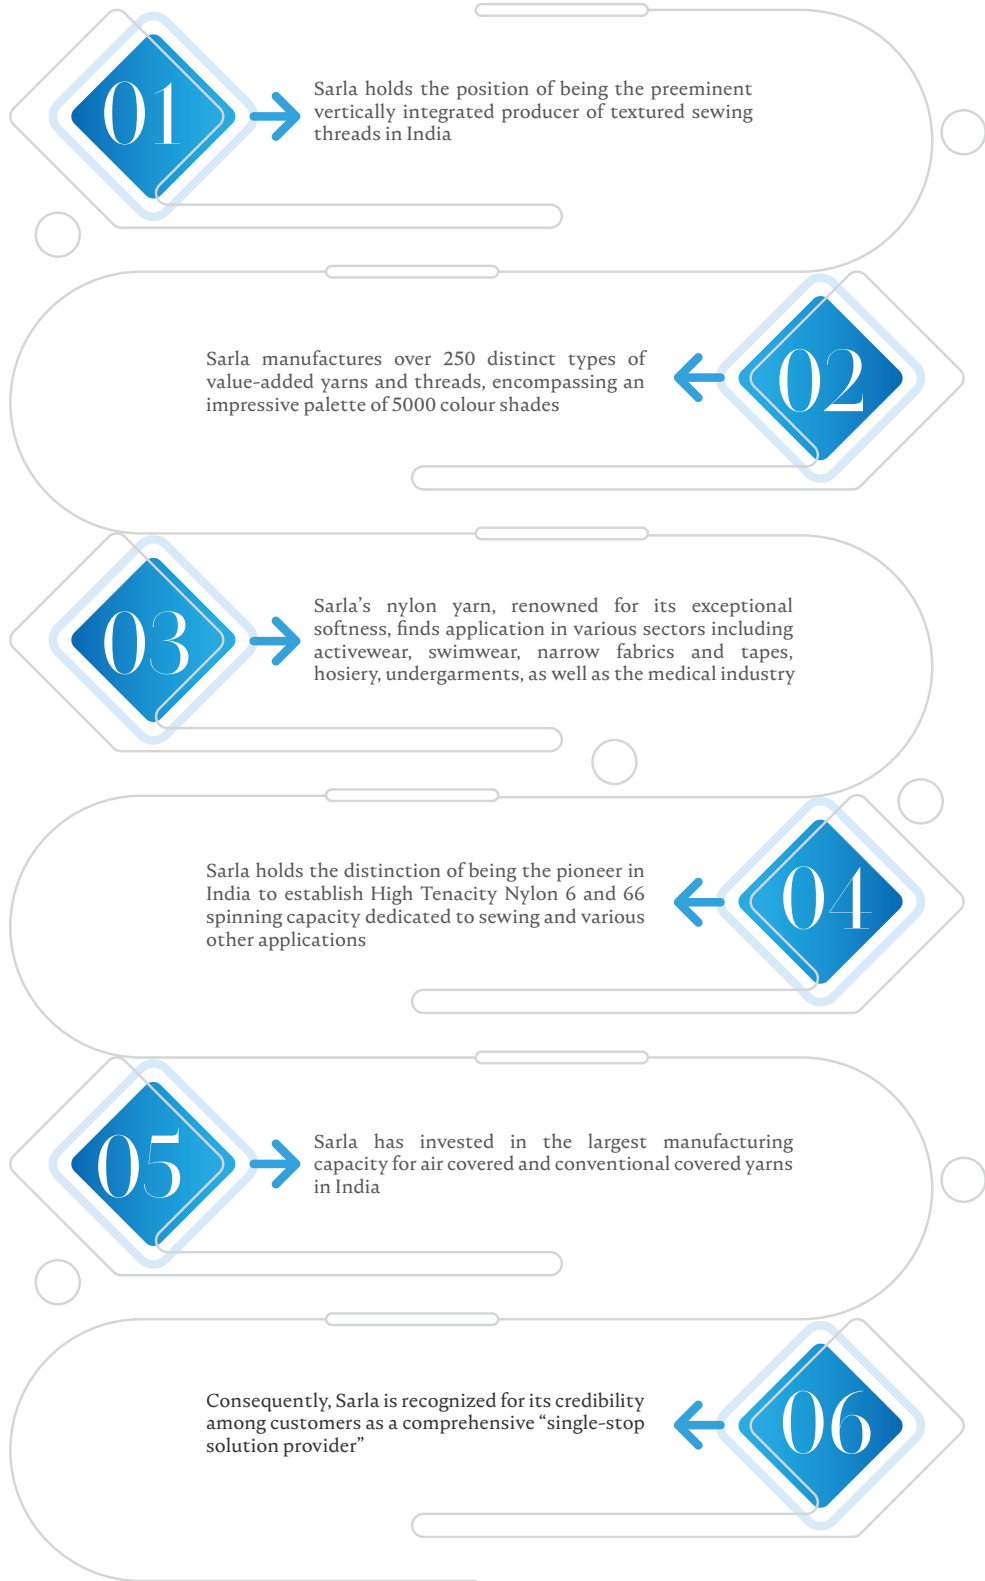 01
Sarla holds the position of being the preeminent
vertically integrated producer of textured sewing
threads in India
02
Sarla manufactures over 250 distinct types of
value-added yarns and threads, encompassing an
impressive palette of 5000 colour shades
03
Sarla’s nylon yarn, renowned for its exceptional
softness, finds application in various sectors including
activewear, swimwear, narrow fabrics and tapes,
hosiery, undergarments, as well as the medical industry
04
Sarla holds the distinction of being the pioneer in
India to establish High Tenacity Nylon 6 and 66
spinning capacity dedicated to sewing and various
other applications
05
Sarla has invested in the largest manufacturing
capacity for air covered and conventional covered yarns
in India
06
Consequently, Sarla is recognized for its credibility
among customers as a comprehensive “single-stop
solution provider”